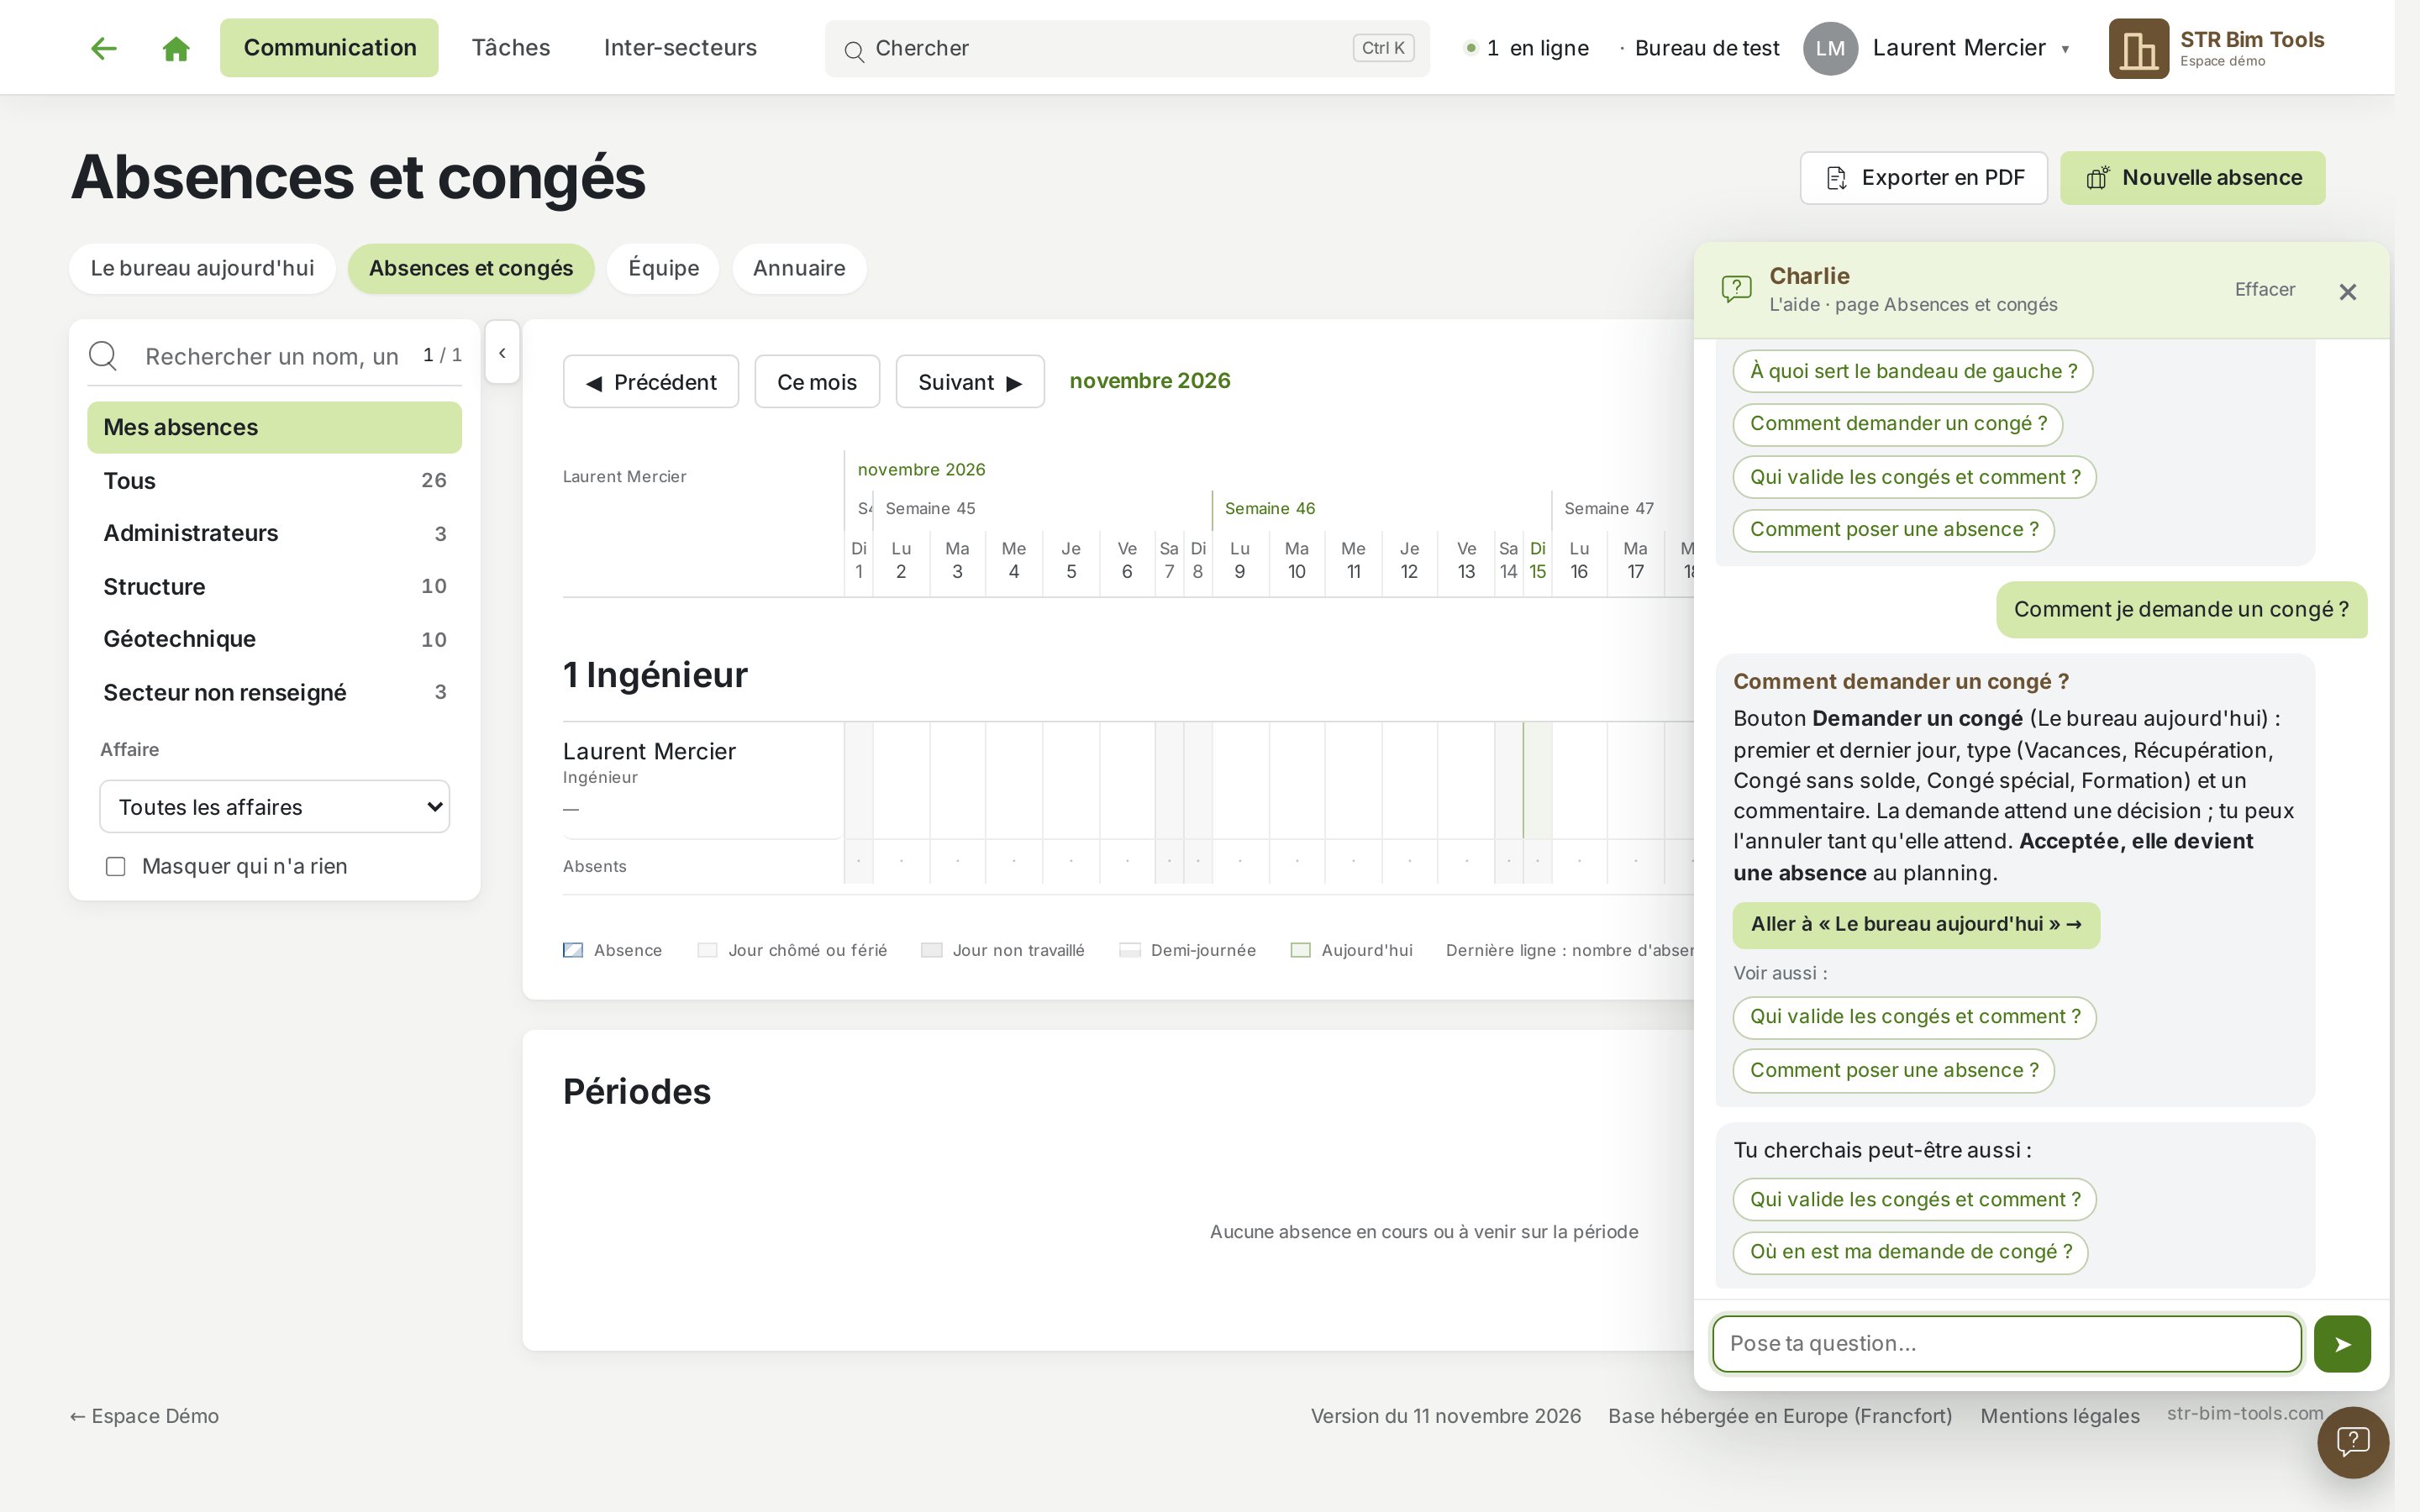 Communication
Tâches
Inter-secteurs
Chercher
Ctrl K
1 en ligne
· Bureau de test
LM
Laurent Mercier
STR Bim Tools
Espace démo
Absences et congés
Exporter en PDF
Nouvelle absence
Le bureau aujourd'hui
Absences et congés
Équipe
Annuaire
Rechercher un nom, un
1 / 1
Mes absences
Tous 26
Administrateurs 3
Structure 10
Géotechnique 10
Secteur non renseigné 3
Affaire
Toutes les affaires
Masquer qui n'a rien
◀ Précédent
Ce mois
Suivant ▶
novembre 2026
Laurent Mercier
novembre 2026
Semaine 45
Semaine 46
Semaine 47
Di Lu Ma Me Je Ve Sa Di Lu Ma Me Je Ve Sa Di Lu Ma
1 2 3 4 5 6 7 8 9 10 11 12 13 14 15 16 17
1 Ingénieur
Laurent Mercier
Ingénieur
—
Absents
Absence
Jour chômé ou férié
Jour non travaillé
Demi-journée
Aujourd'hui
Dernière ligne : nombre
Périodes
Aucune absence en cours ou à venir sur la période
Charlie
L'aide · page Absences et congés
Effacer
À quoi sert le bandeau de gauche ?
Comment demander un congé ?
Qui valide les congés et comment ?
Comment poser une absence ?
Comment je demande un congé ?
Comment demander un congé ?
Bouton Demander un congé (Le bureau aujourd'hui) :
premier et dernier jour, type (Vacances, Récupération,
Congé sans solde, Congé spécial, Formation) et un
commentaire. La demande attend une décision ; tu peux
l'annuler tant qu'elle attend. Acceptée, elle devient
une absence au planning.
Aller à « Le bureau aujourd'hui » →
Voir aussi :
Qui valide les congés et comment ?
Comment poser une absence ?
Tu cherchais peut-être aussi :
Qui valide les congés et comment ?
Où en est ma demande de congé ?
Pose ta question...
← Espace Démo
Version du 11 novembre 2026
Base hébergée en Europe (Francfort)
Mentions légales
str-bim-tools.com